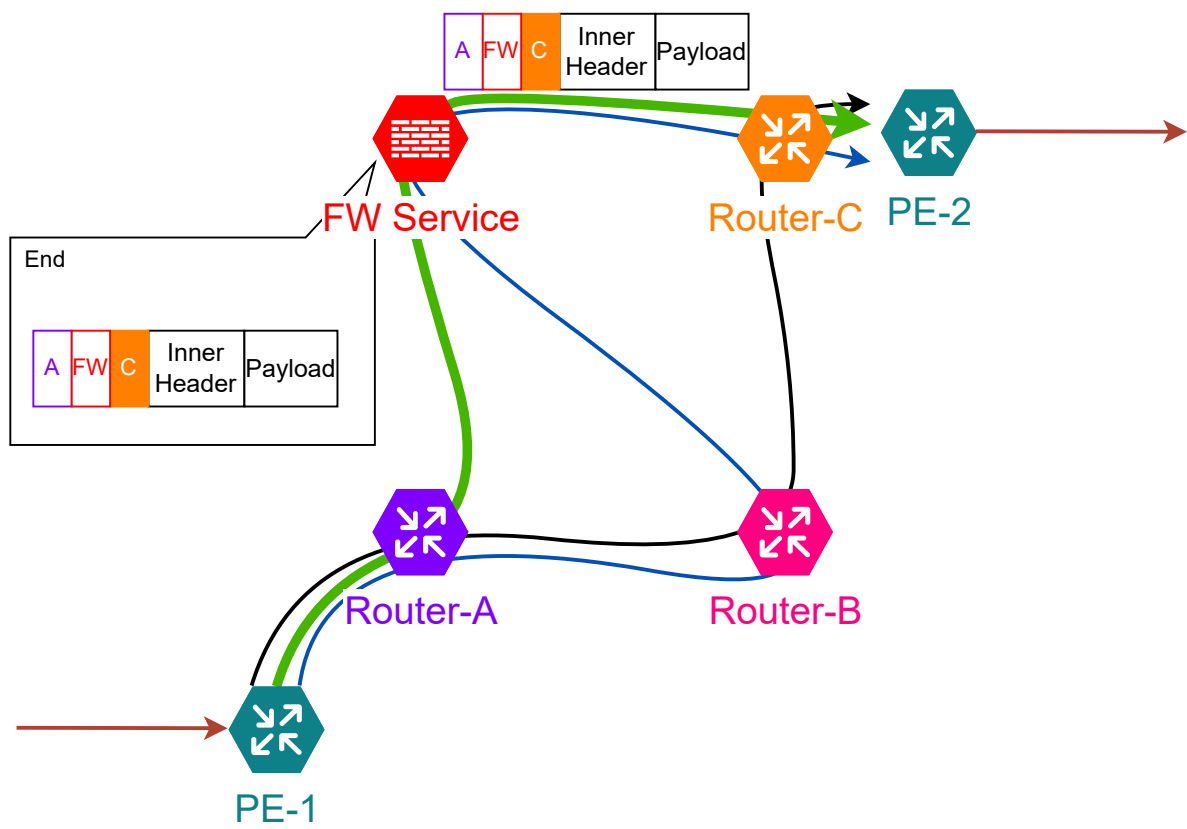 A FW C Inner Header Payload
FW Service
Router-C
PE-2
End
A FW C Inner Header Payload
Router-A
Router-B
PE-1